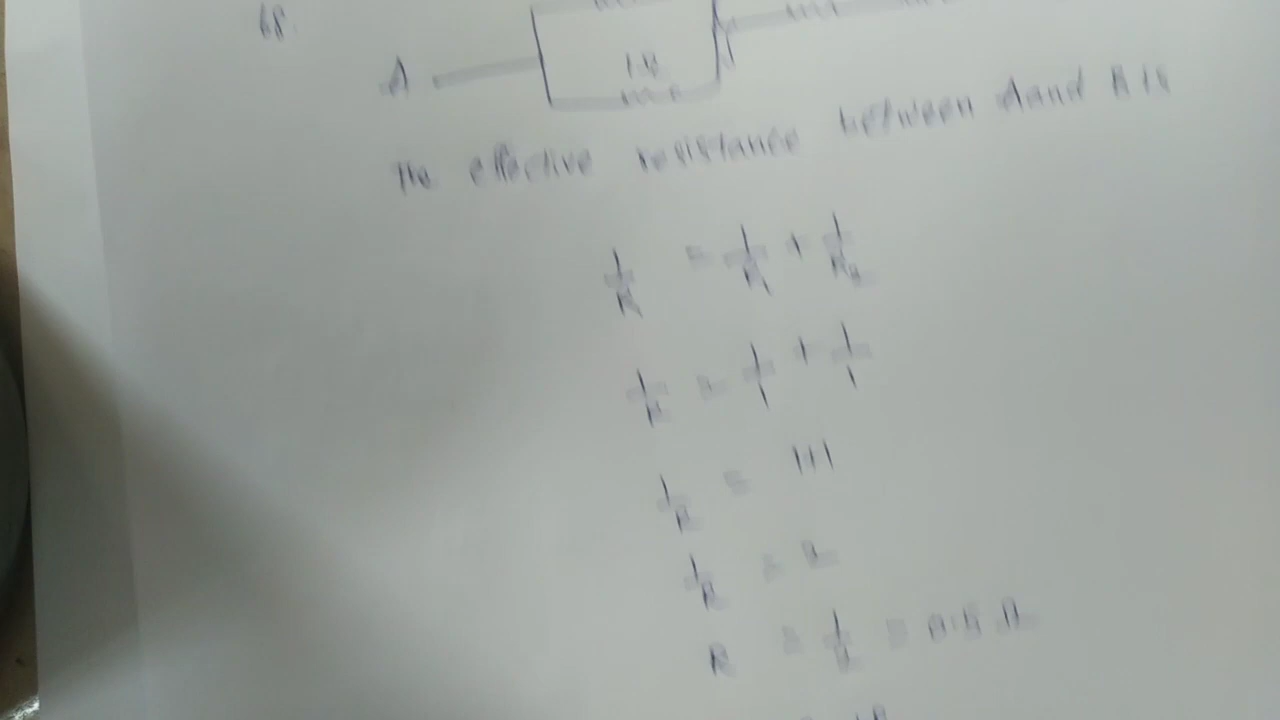 68.
A
1Ω
The effective resistance between A and B is
1/R = 1/R₁ + 1/R₂
1/R = 1/1 + 1/1
1/R = 1+1
1/R = 2
R = 1/2 = 0.5 Ω